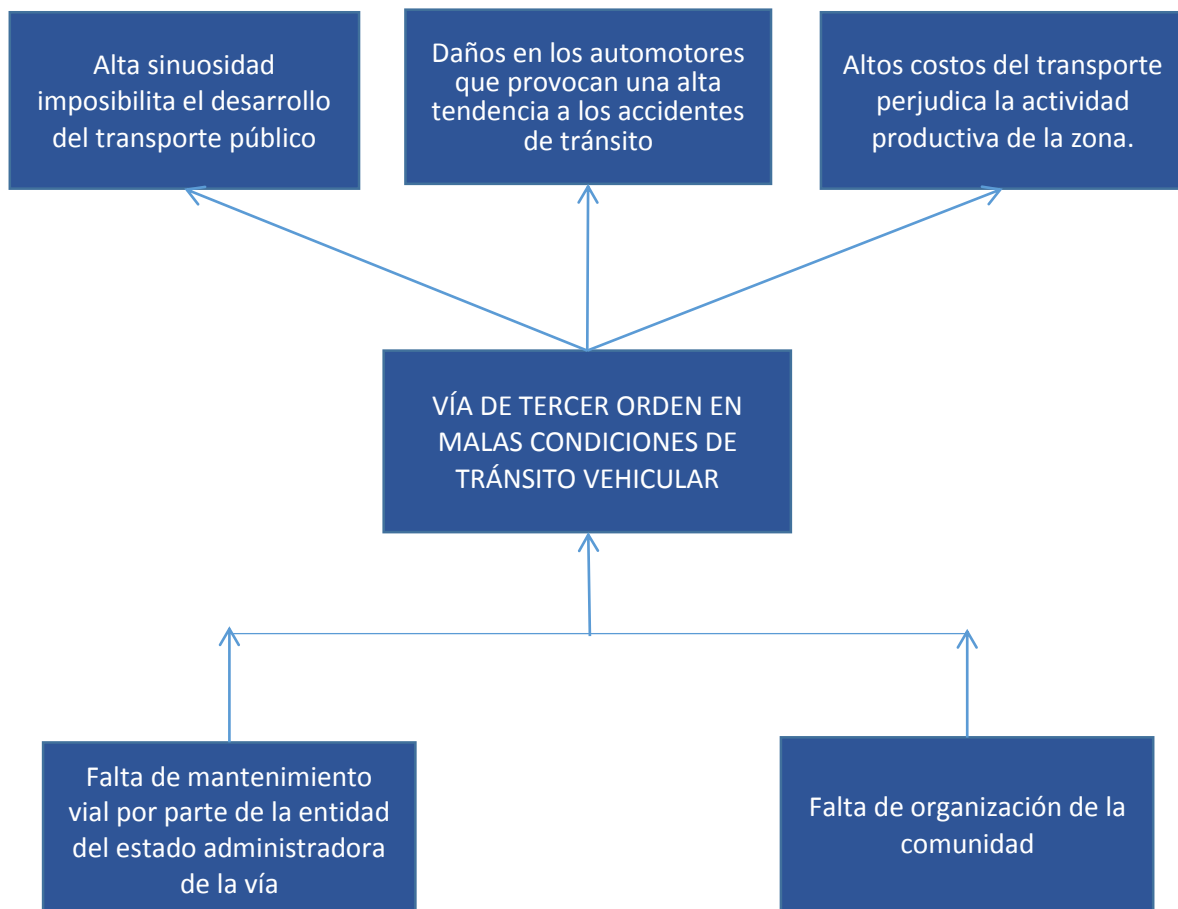 Alta sinuosidad
imposibilita el desarrollo
del transporte público
Daños en los automotores
que provocan una alta
tendencia a los accidentes
de tránsito
Altos costos del transporte
perjudica la actividad
productiva de la zona.
VÍA DE TERCER ORDEN EN
MALAS CONDICIONES DE
TRÁNSITO VEHICULAR
Falta de mantenimiento
vial por parte de la entidad
del estado administradora
de la vía
Falta de organización de la
comunidad